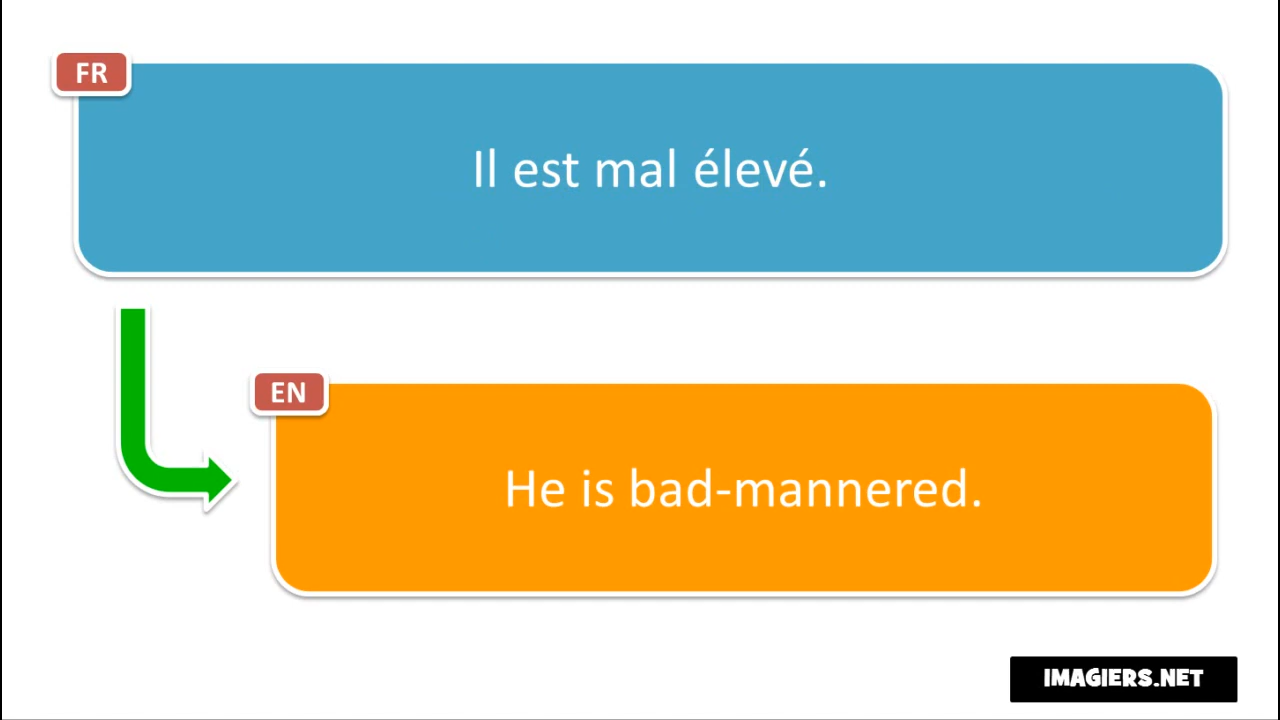 FR
Il est mal élevé.
EN
He is bad-mannered.
IMAGIERS.NET